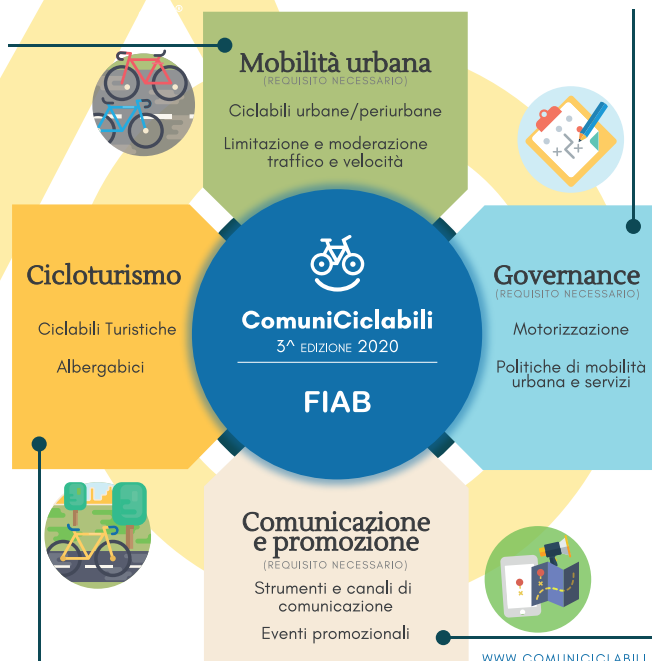 Mobilità urbana
(REQUISITO NECESSARIO)
Ciclabili urbane/periurbane
Limitazione e moderazione
traffico e velocità
Cicloturismo
Ciclabili Turistiche
Albergabici
ComuniCiclabili
3^ EDIZIONE 2020
FIAB
Governance
(REQUISITO NECESSARIO)
Motorizzazione
Politiche di mobilità
urbana e servizi
Comunicazione
e promozione
(REQUISITO NECESSARIO)
Strumenti e canali di
comunicazione
Eventi promozionali
WWW.COMUNICICLABILI